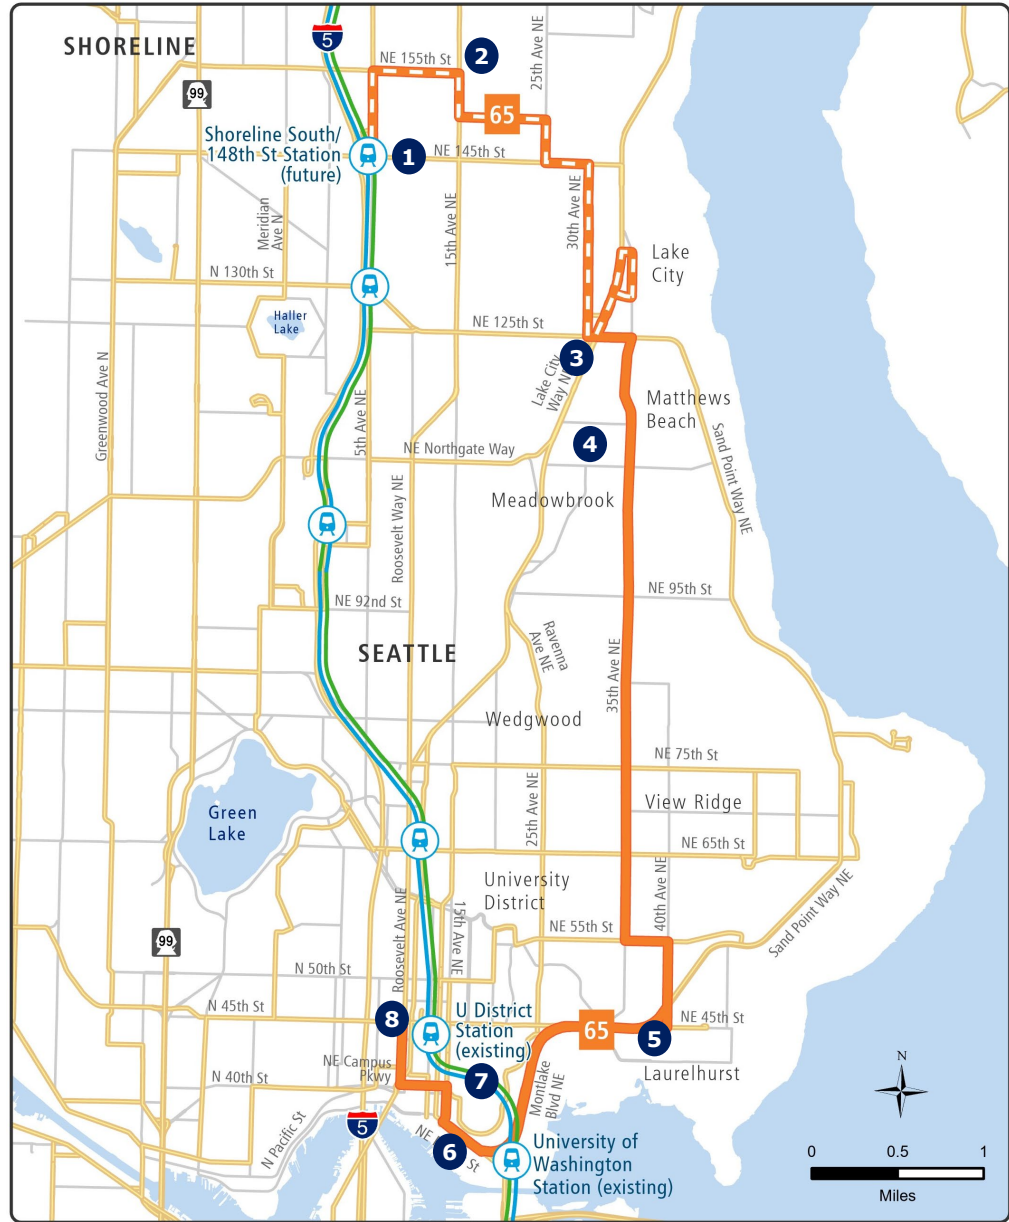 SHORELINE
5
2
25th Ave NE
NE 155th St
99
65
Shoreline South/
148th St Station
(future)
1
NE 145th St
Meridian
Ave N
15th Ave NE
30th Ave NE
Lake
City
N 130th St
Haller
Lake
NE 125th St
3
Lake City
Way NE
Greenwood Ave N
5th Ave NE
Matthews
Beach
4
NE Northgate Way
Sand Point Way NE
Roosevelt Way NE
Meadowbrook
NE 95th St
NE 92nd St
Ravenna
Ave NE
SEATTLE
35th Ave NE
Wedgwood
NE 75th St
Green
Lake
25th Ave NE
View Ridge
NE 65th St
University
District
40th Ave NE
Roosevelt Ave NE
15th Ave NE
Sand Point Way NE
99
NE 55th St
N 50th St
N 45th St
8
U District
Station
(existing)
65
5
NE 45th St
NE Campus
Pkwy
7
Montlake
Blvd NE
Laurelhurst
N 40th St
N
N Pacific St
5
NE
St
6
University of
Washington
Station (existing)
0
0.5
1
Miles